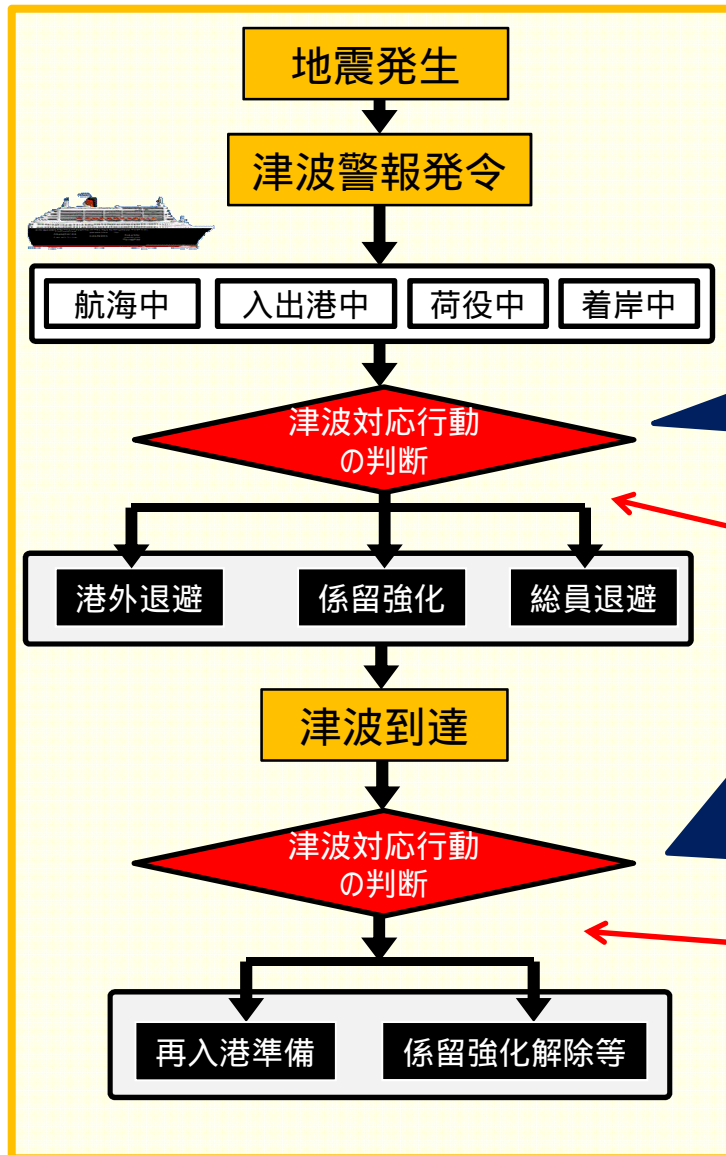 地震発生
津波警報発令
航海中 入出港中 荷役中 着岸中
津波対応行動
の判断
港外退避 係留強化 総員退避
津波到達
津波対応行動
の判断
再入港準備 係留強化解除等